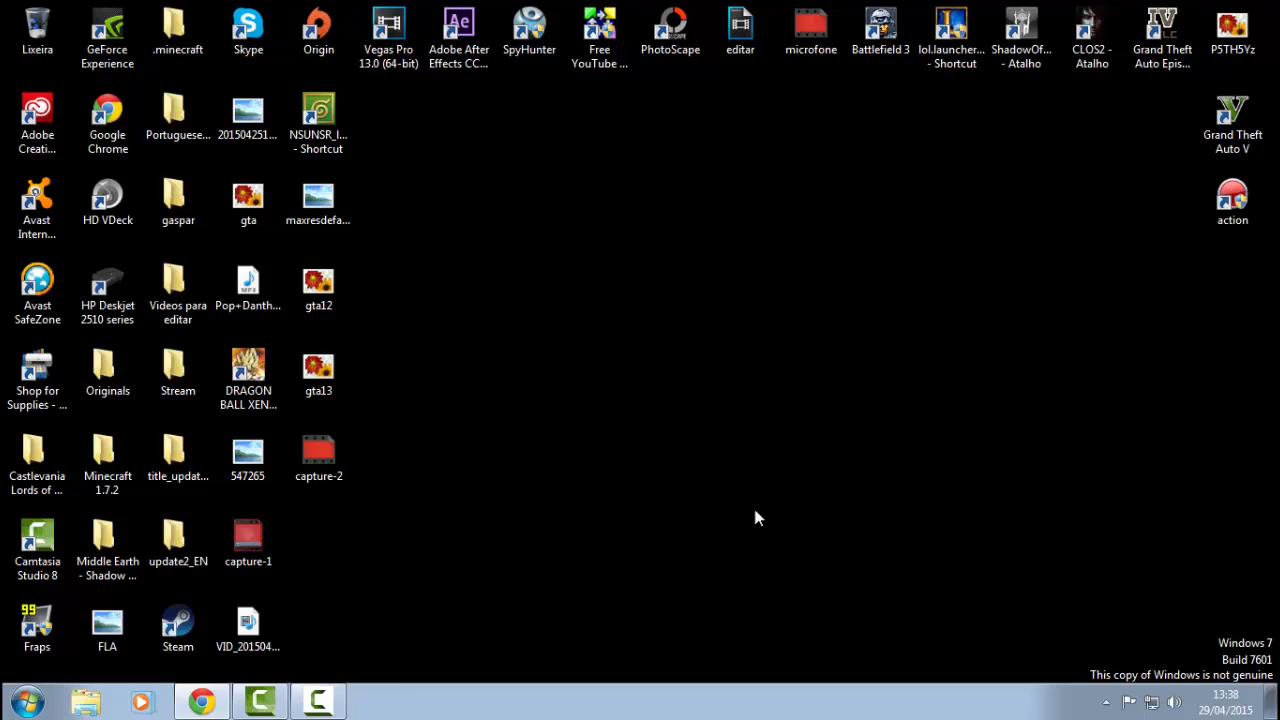 Lixeira
GeForce
Experience
.minecraft
Skype
Origin
Vegas Pro
13.0 (64-bit)
Adobe After
Effects CC...
SpyHunter
Free
YouTube ...
PhotoScape
editar
microfone
Battlefield 3
lol.launcher...
- Shortcut
ShadowOf...
- Atalho
CLOS2 -
Atalho
Grand Theft
Auto Epis...
P5TH5Yz
Adobe
Creati...
Google
Chrome
Portuguese...
201504251...
NSUNSR_I...
- Shortcut
Grand Theft
Auto V
Avast
Intern...
HD VDeck
gaspar
gta
maxresdefa...
action
Avast
SafeZone
HP Deskjet
2510 series
Videos para
editar
MP3
Pop+Danth...
gta12
Shop for
Supplies - ...
Originals
Stream
DRAGON
BALL XEN...
gta13
Castlevania
Lords of ...
Minecraft
1.7.2
title_updat...
547265
capture-2
Camtasia
Studio 8
Middle Earth
- Shadow ...
update2_EN
capture-1
99
Fraps
FLA
Steam
VID_201504...
Windows 7
Build 7601
This copy of Windows is not genuine
13:38
29/04/2015